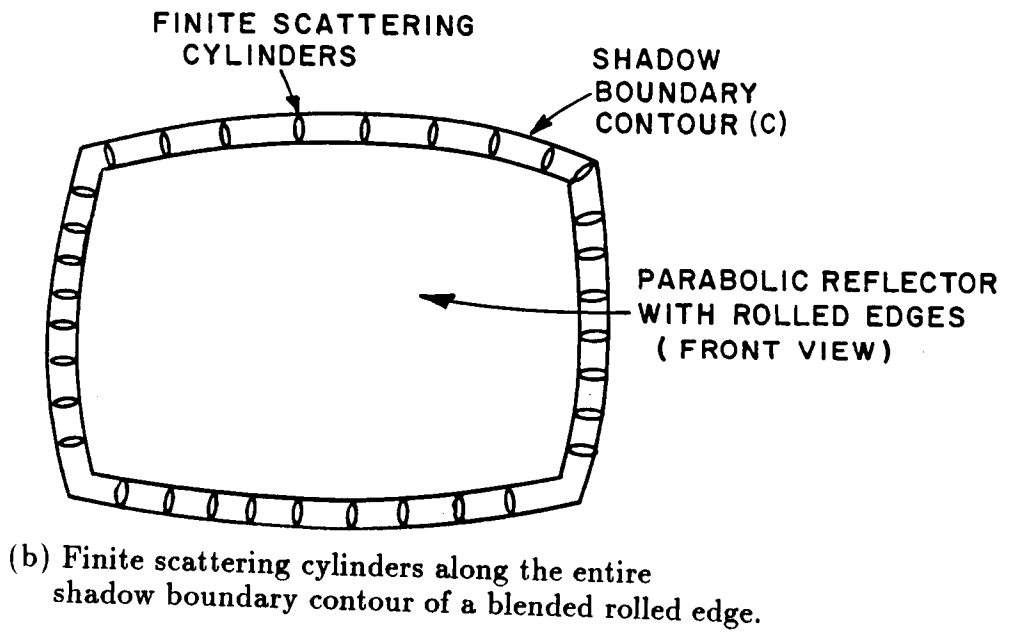 FINITE SCATTERING
CYLINDERS
SHADOW
BOUNDARY
CONTOUR (C)
PARABOLIC REFLECTOR
WITH ROLLED EDGES
( FRONT VIEW )
(b) Finite scattering cylinders along the entire
shadow boundary contour of a blended rolled edge.